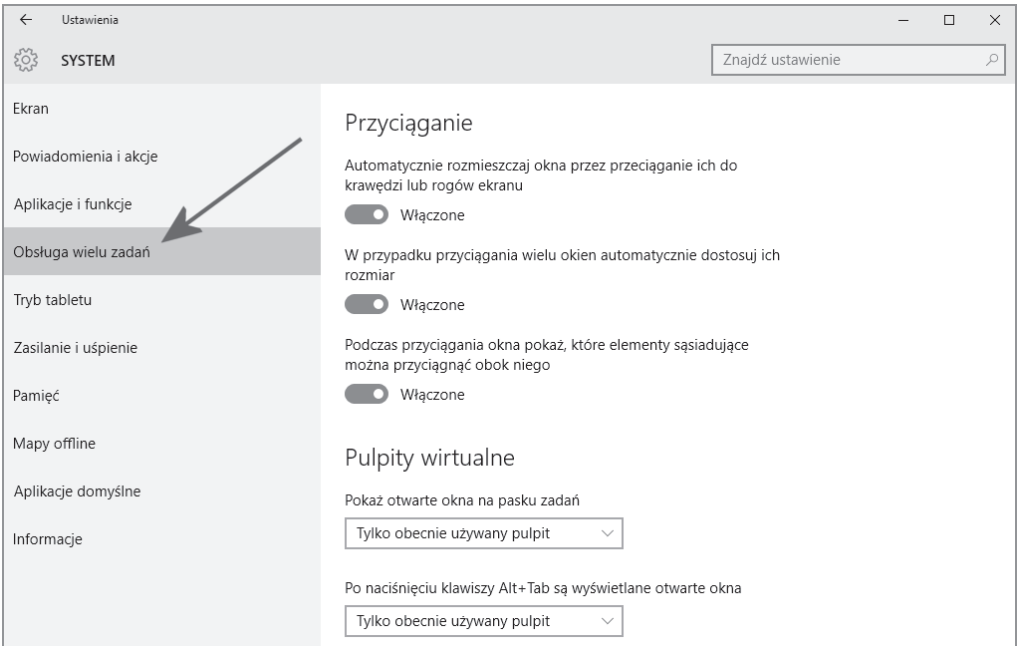 Ustawienia
SYSTEM
Znajdź ustawienie
Ekran
Powiadomienia i akcje
Aplikacje i funkcje
Obsługa wielu zadań
Tryb tabletu
Zasilanie i uśpienie
Pamięć
Mapy offline
Aplikacje domyślne
Informacje
Przyciąganie
Automatycznie rozmieszczaj okna przez przeciąganie ich do
krawędzi lub rogów ekranu
Włączone
W przypadku przyciągania wielu okien automatycznie dostosuj ich
rozmiar
Włączone
Podczas przyciągania okna pokaż, które elementy sąsiadujące
można przyciągnąć obok niego
Włączone
Pulpity wirtualne
Pokaż otwarte okna na pasku zadań
Tylko obecnie używany pulpit
Po naciśnięciu klawiszy Alt+Tab są wyświetlane otwarte okna
Tylko obecnie używany pulpit